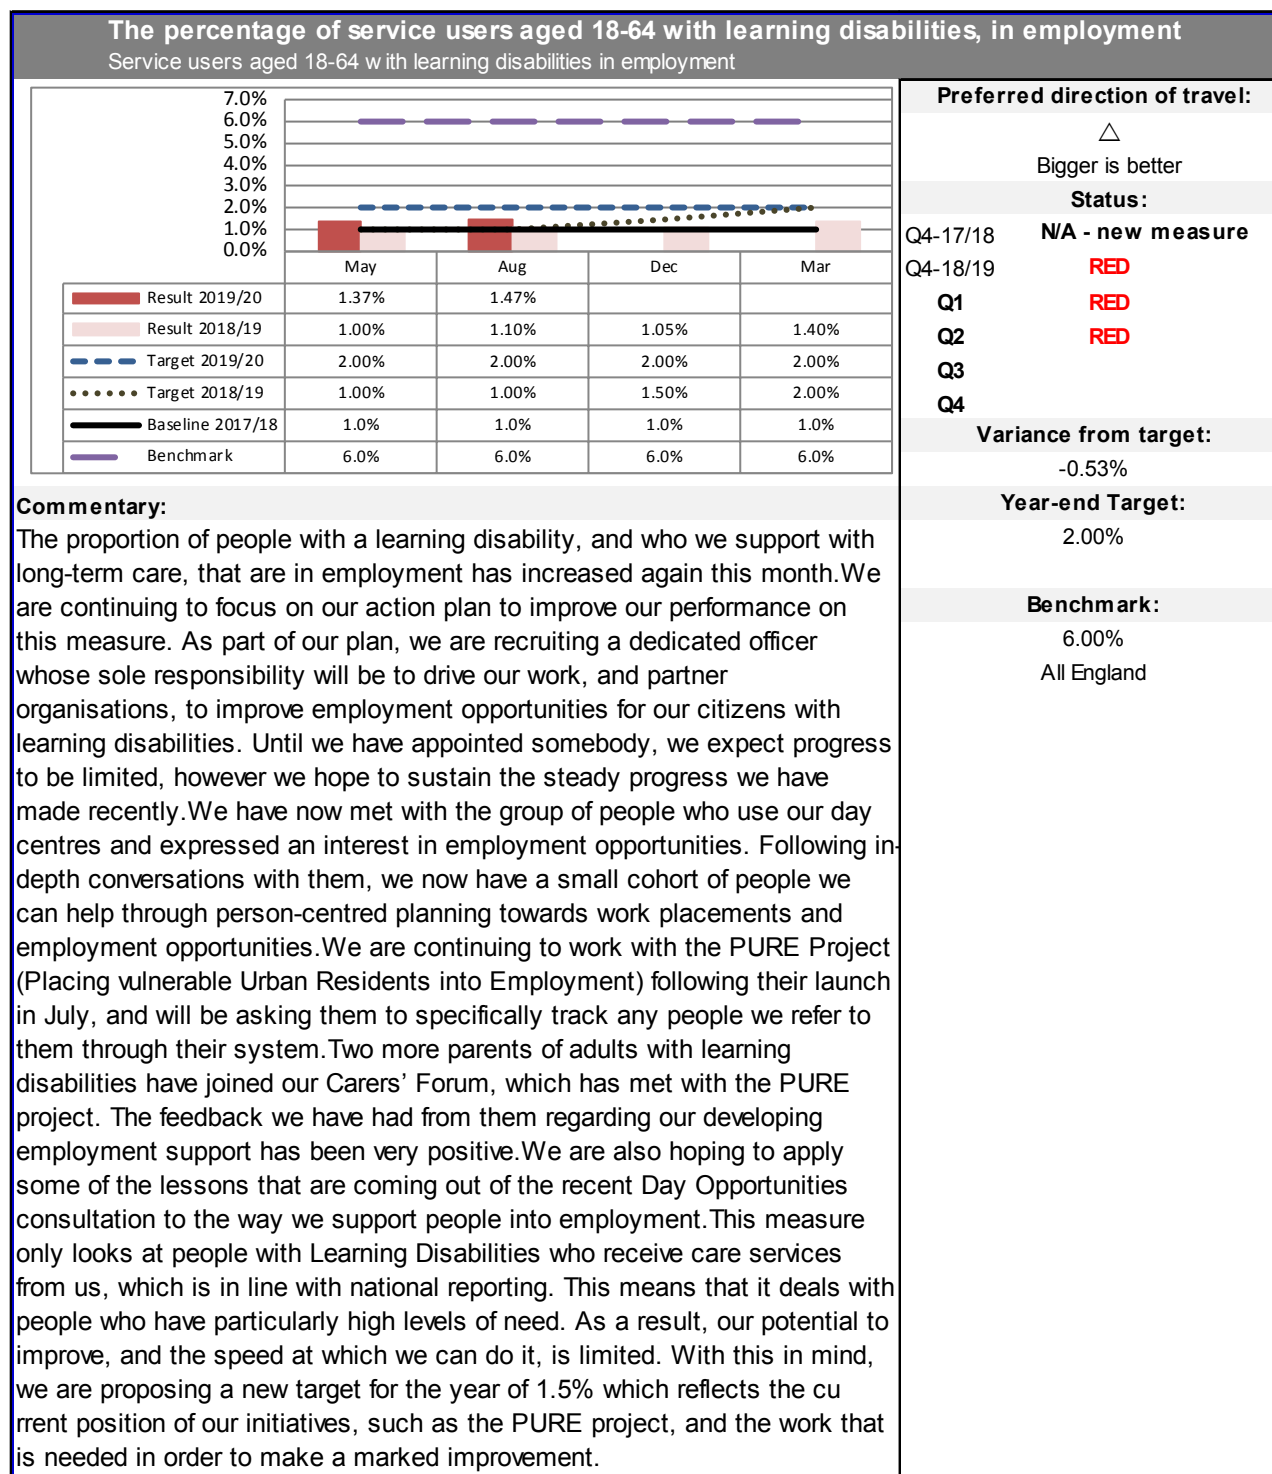 The percentage of service users aged 18-64 with learning disabilities, in employment
Service users aged 18-64 with learning disabilities in employment
7.0%
6.0%
5.0%
4.0%
3.0%
2.0%
1.0%
0.0%
May Aug Dec Mar
Result 2019/20 1.37% 1.47%
Result 2018/19 1.00% 1.10% 1.05% 1.40%
Target 2019/20 2.00% 2.00% 2.00% 2.00%
Target 2018/19 1.00% 1.00% 1.50% 2.00%
Baseline 2017/18 1.0% 1.0% 1.0% 1.0%
Benchmark 6.0% 6.0% 6.0% 6.0%
Preferred direction of travel:
△
Bigger is better
Status:
Q4-17/18 N/A - new measure
Q4-18/19 RED
Q1 RED
Q2 RED
Q3
Q4
Variance from target:
-0.53%
Year-end Target:
2.00%
Benchmark:
6.00%
All England
Commentary:
The proportion of people with a learning disability, and who we support with
long-term care, that are in employment has increased again this month.We
are continuing to focus on our action plan to improve our performance on
this measure. As part of our plan, we are recruiting a dedicated officer
whose sole responsibility will be to drive our work, and partner
organisations, to improve employment opportunities for our citizens with
learning disabilities. Until we have appointed somebody, we expect progress
to be limited, however we hope to sustain the steady progress we have
made recently.We have now met with the group of people who use our day
centres and expressed an interest in employment opportunities. Following in-
depth conversations with them, we now have a small cohort of people we
can help through person-centred planning towards work placements and
employment opportunities.We are continuing to work with the PURE Project
(Placing vulnerable Urban Residents into Employment) following their launch
in July, and will be asking them to specifically track any people we refer to
them through their system.Two more parents of adults with learning
disabilities have joined our Carers' Forum, which has met with the PURE
project. The feedback we have had from them regarding our developing
employment support has been very positive.We are also hoping to apply
some of the lessons that are coming out of the recent Day Opportunities
consultation to the way we support people into employment.This measure
only looks at people with Learning Disabilities who receive care services
from us, which is in line with national reporting. This means that it deals with
people who have particularly high levels of need. As a result, our potential to
improve, and the speed at which we can do it, is limited. With this in mind,
we are proposing a new target for the year of 1.5% which reflects the cu
rrent position of our initiatives, such as the PURE project, and the work that
is needed in order to make a marked improvement.